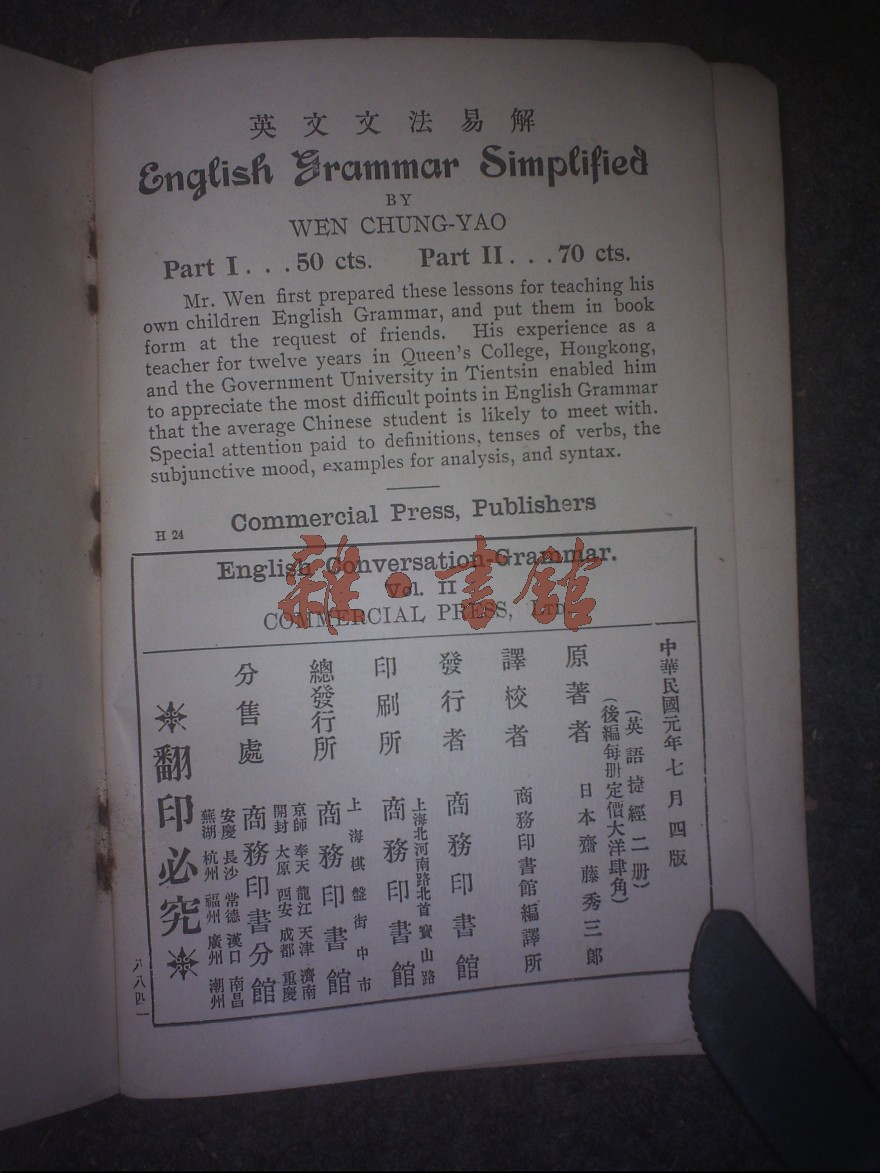 英文文法易解
English Grammar Simplified
BY
WEN CHUNG-YAO
Part I...50 cts. Part II...70 cts.
Mr. Wen first prepared these lessons for teaching his
own children English Grammar, and put them in book
form at the request of friends. His experience as a
teacher for twelve years in Queen's College, Hongkong,
and the Government University in Tientsin enabled him
to appreciate the most difficult points in English Grammar
that the average Chinese student is likely to meet with.
Special attention paid to definitions, tenses of verbs, the
subjunctive mood, examples for analysis, and syntax.
H 24
Commercial Press, Publishers
English Conversation-Grammar.
Vol. II
COMMERCIAL PRESS, LTD.
雜·書館
中華民國元年七月四版
(英語捷經二册)
(後編每册定價大洋肆角)
原著者 日本齋藤秀三郎
譯校者 商務印書館編譯所
發行者 商務印書館
上海北河南路北首寶山路
印刷所 商務印書館
上海棋盤街中市
總發行所 商務印書館
京師 奉天 龍江 天津 濟南
開封 太原 西安 成都 重慶
分售處 商務印書分館
安慶 長沙 常德 漢口 南昌
蕪湖 杭州 福州 廣州 潮州
翻印必究